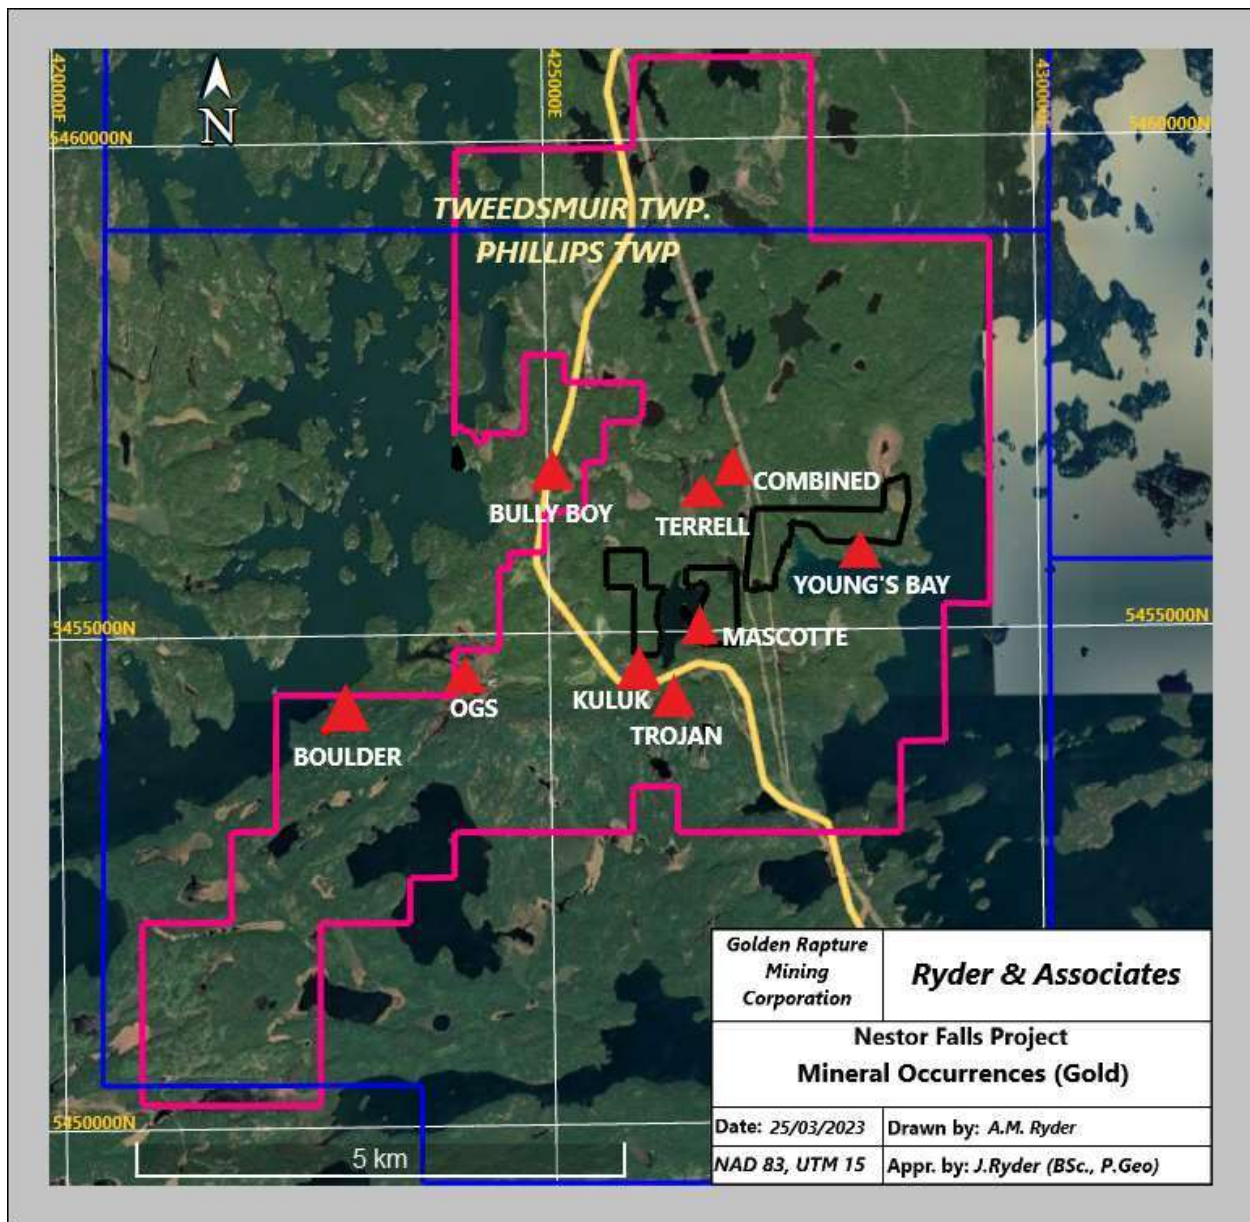 420000E
425000E
430000E
N
5460000N
5460000N
TWEEDSMUIR TWP.
PHILLIPS TWP
COMBINED
BULLY BOY
TERRELL
YOUNG'S BAY
5455000N
5455000N
MASCOTTE
KULUK
OGS
TROJAN
BOULDER
Golden Rapture
Mining
Corporation
Ryder & Associates
Nestor Falls Project
Mineral Occurrences (Gold)
5450000N
Date: 25/03/2023
Drawn by: A.M. Ryder
5 km
NAD 83, UTM 15
Appr. by: J.Ryder (BSc., P.Geo)